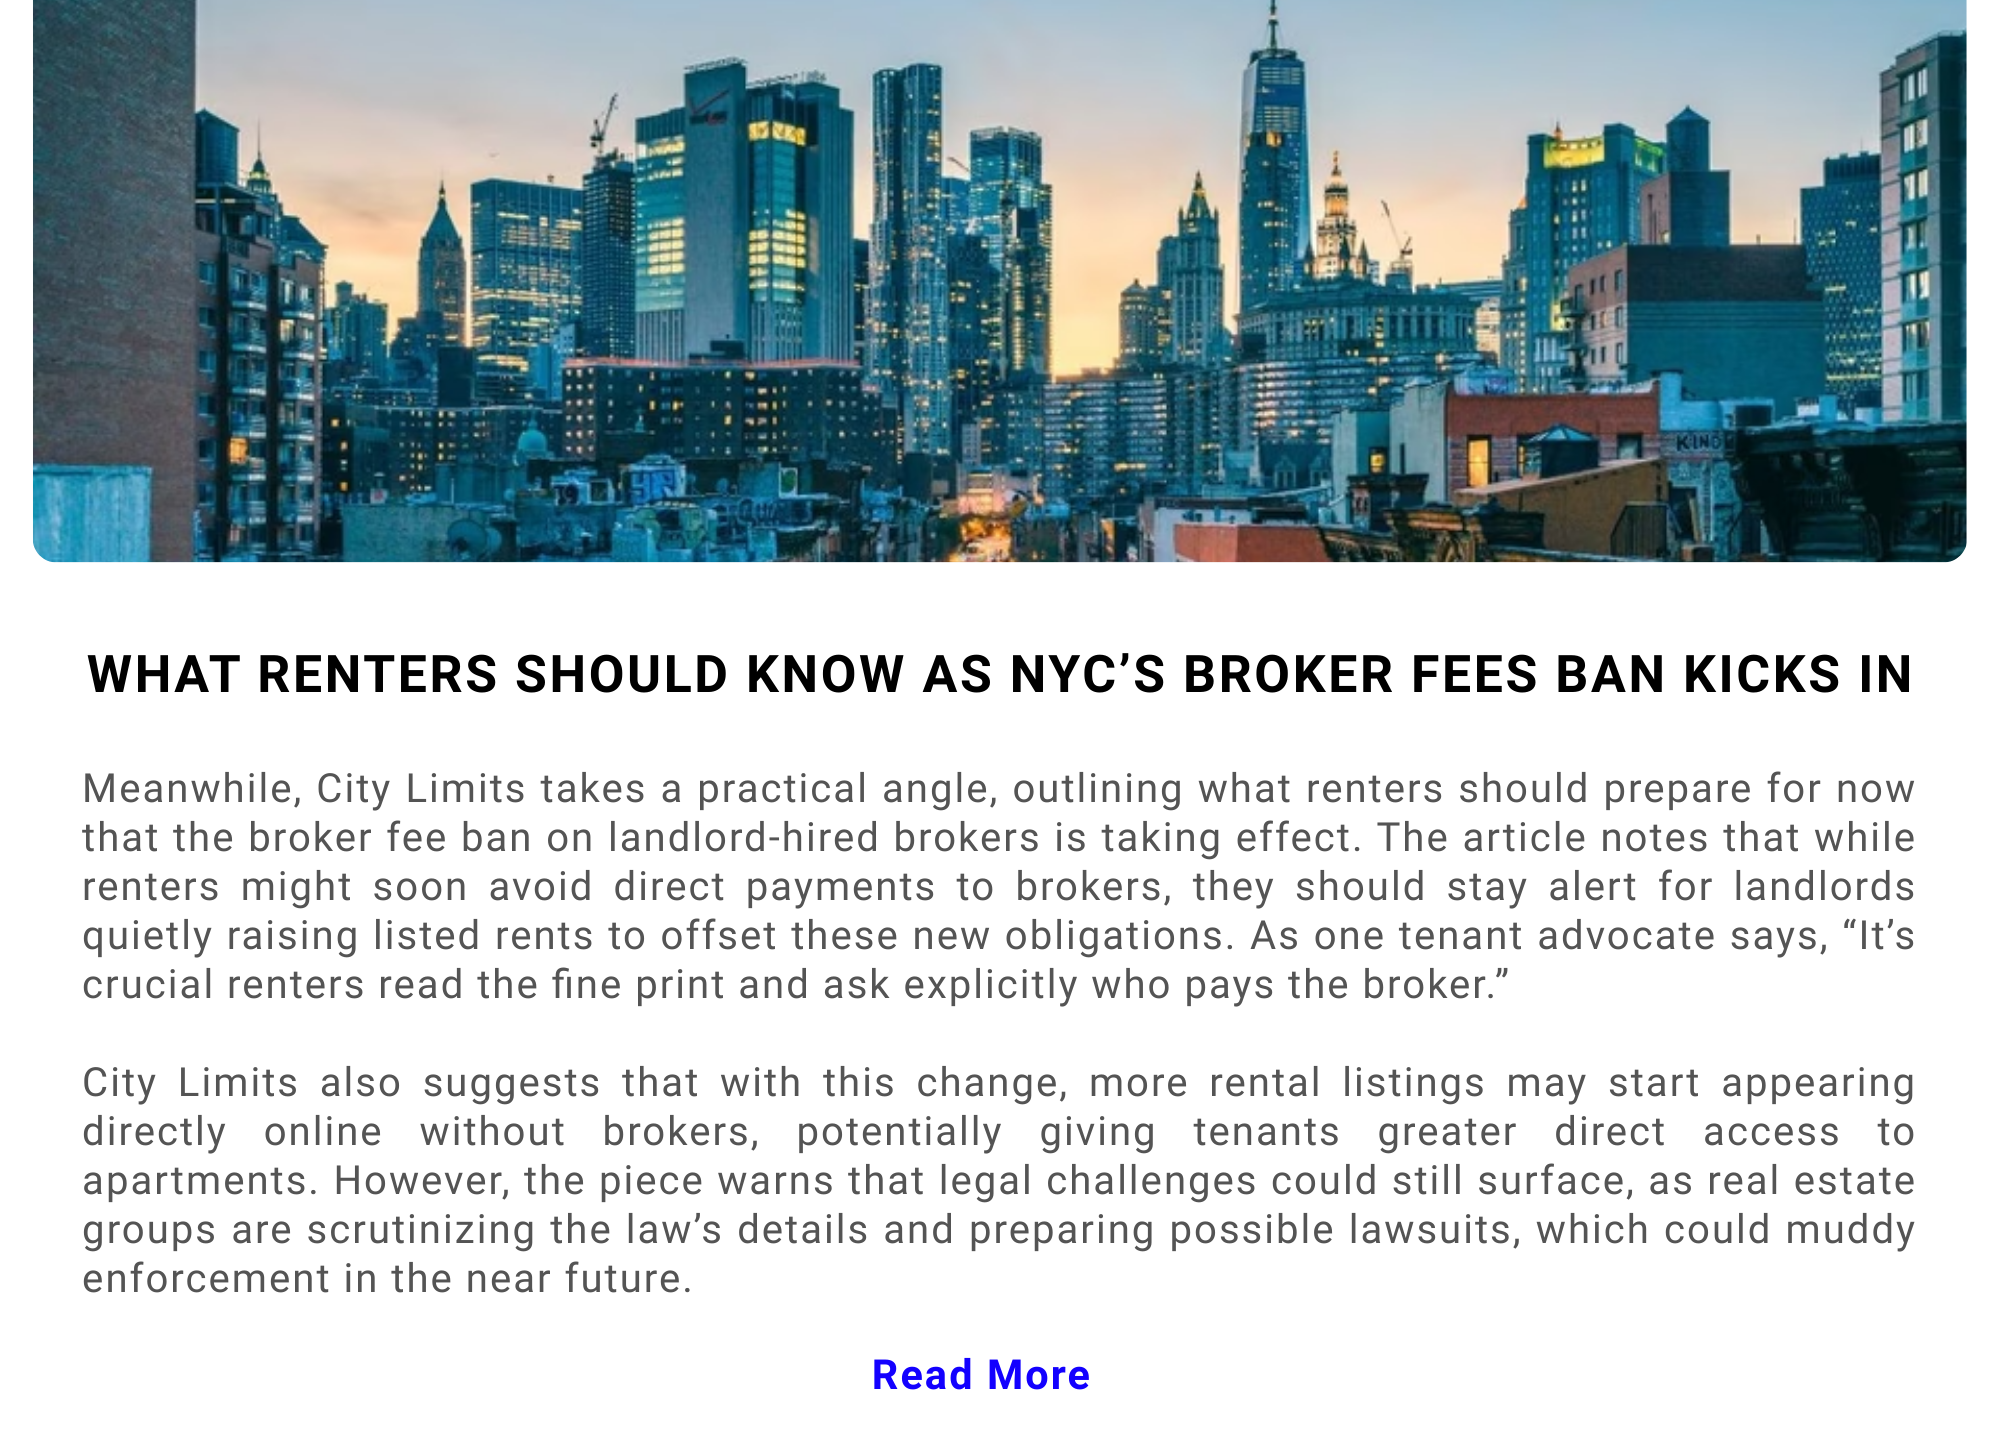 verizon
KIND
WHAT RENTERS SHOULD KNOW AS NYC’S BROKER FEES BAN KICKS IN
Meanwhile, City Limits takes a practical angle, outlining what renters should prepare for now
that the broker fee ban on landlord-hired brokers is taking effect. The article notes that while
renters might soon avoid direct payments to brokers, they should stay alert for landlords
quietly raising listed rents to offset these new obligations. As one tenant advocate says, “It’s
crucial renters read the fine print and ask explicitly who pays the broker.”
City Limits also suggests that with this change, more rental listings may start appearing
directly online without brokers, potentially giving tenants greater direct access to
apartments. However, the piece warns that legal challenges could still surface, as real estate
groups are scrutinizing the law’s details and preparing possible lawsuits, which could muddy
enforcement in the near future.
Read More